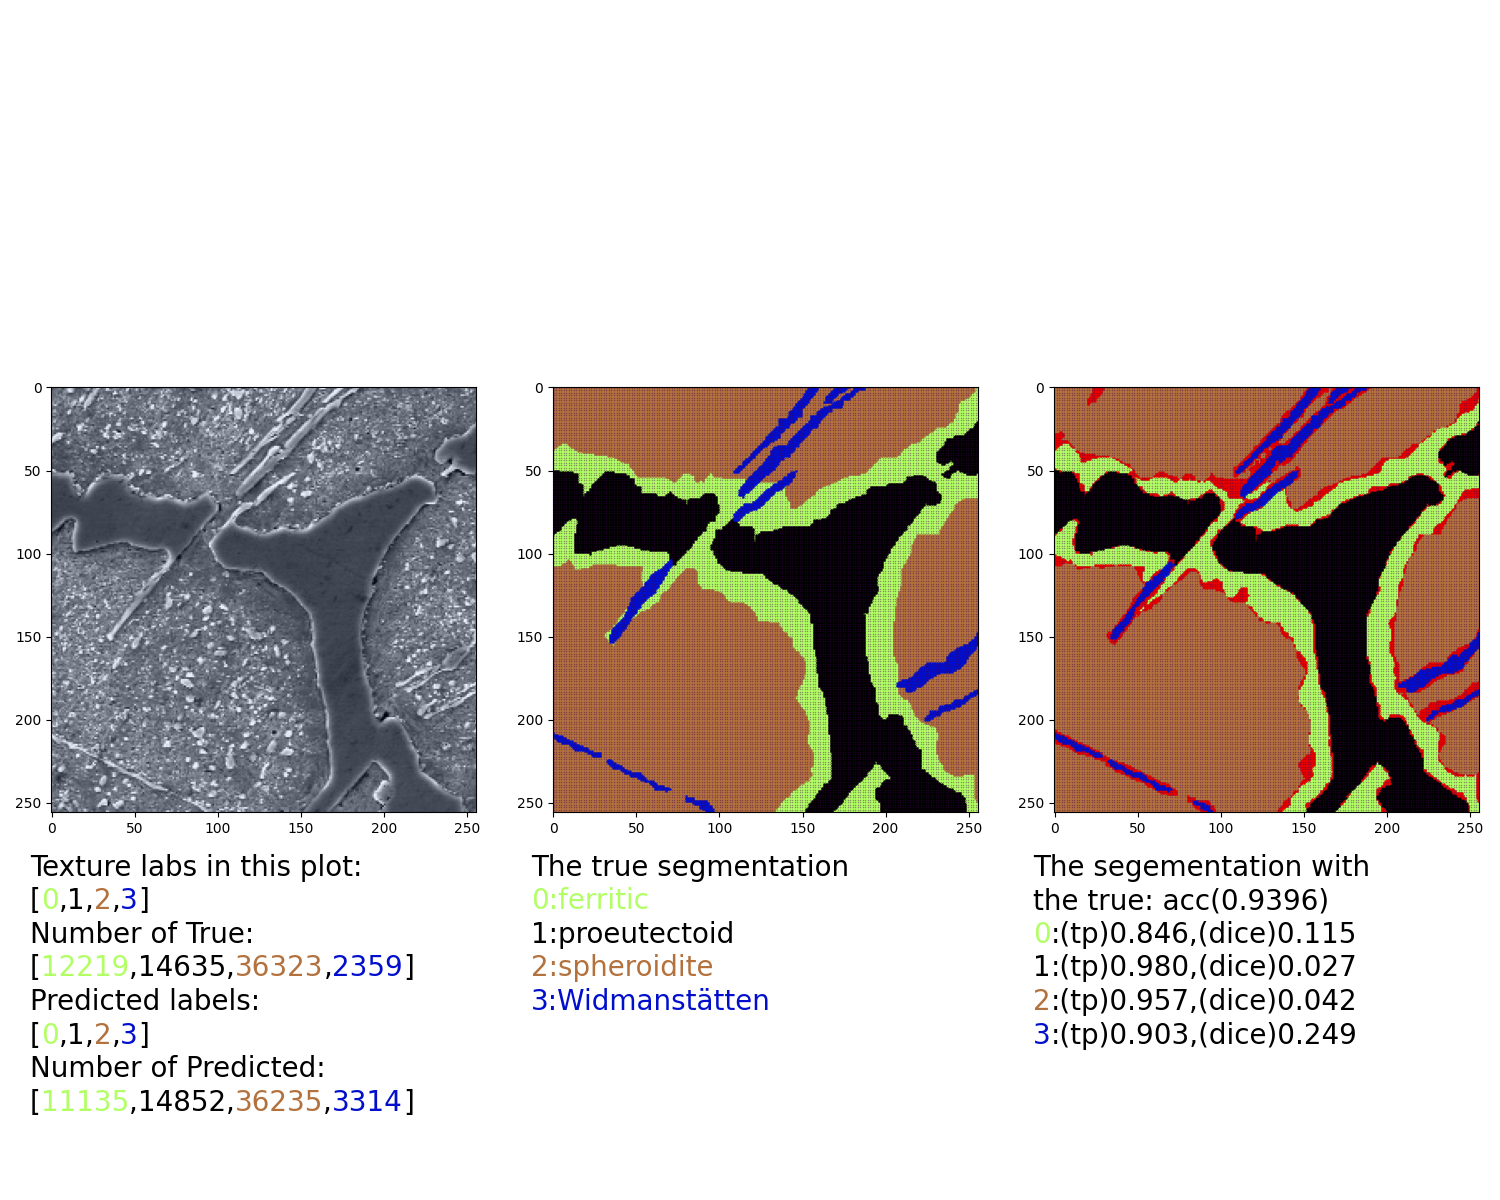 0
50
100
150
200
250
0 50 100 150 200 250
0
50
100
150
200
250
0 50 100 150 200 250
0
50
100
150
200
250
0 50 100 150 200 250
Texture labs in this plot:
[0,1,2,3]
Number of True:
[12219,14635,36323,2359]
Predicted labels:
[0,1,2,3]
Number of Predicted:
[11135,14852,36235,3314]
The true segmentation
0:ferritic
1:proeutectoid
2:spheroidite
3:Widmanstätten
The segementation with
the true: acc(0.9396)
0:(tp)0.846,(dice)0.115
1:(tp)0.980,(dice)0.027
2:(tp)0.957,(dice)0.042
3:(tp)0.903,(dice)0.249